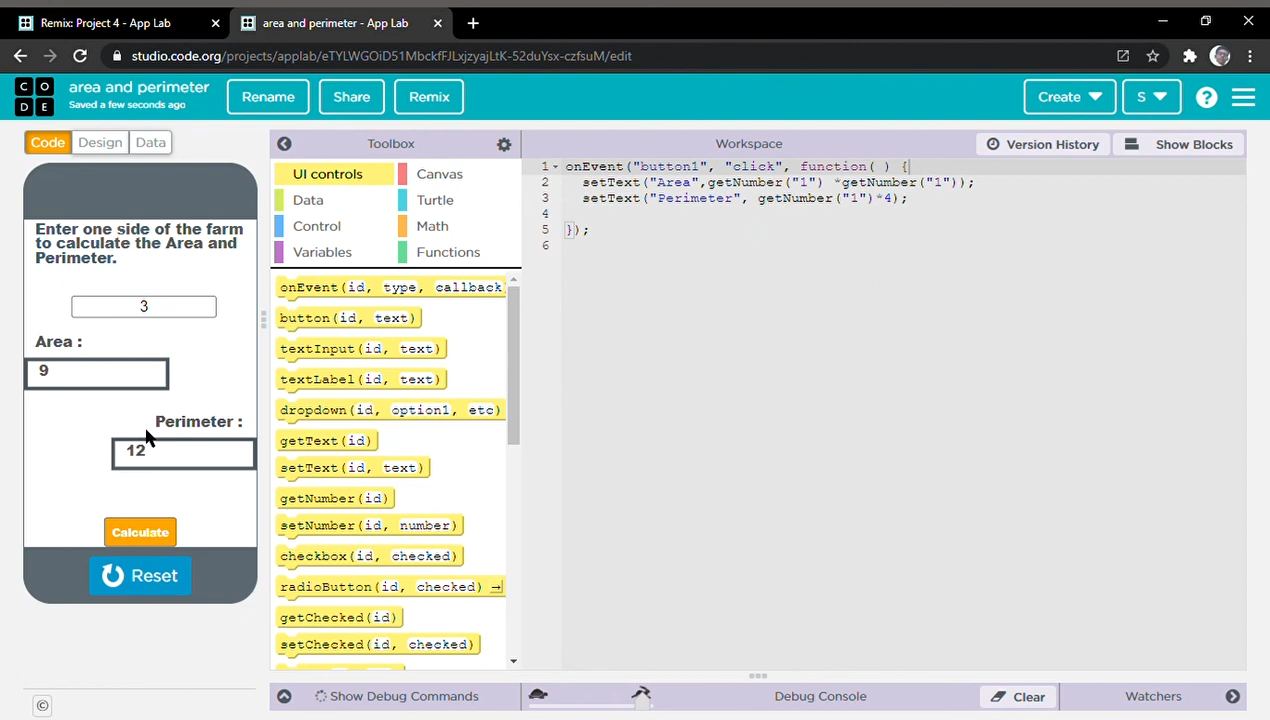 Remix: Project 4 - App Lab
area and perimeter - App Lab
studio.code.org/projects/applab/eTYLWGOiD51MbckfFJLxjzyajLtK-52duYsx-czfsuM/edit
C O
D E
area and perimeter
Saved a few seconds ago
Rename
Share
Remix
Create
S
?
Code
Design
Data
Toolbox
Workspace
Version History
Show Blocks
Enter one side of the farm
to calculate the Area and
Perimeter.
3
Area :
9
Perimeter :
12
Calculate
Reset
©
UI controls
Canvas
Data
Turtle
Control
Math
Variables
Functions
onEvent(id, type, callback
button(id, text)
textInput(id, text)
textLabel(id, text)
dropdown(id, option1, etc)
getText(id)
setText(id, text)
getNumber(id)
setNumber(id, number)
checkbox(id, checked)
radioButton(id, checked)
getChecked(id)
setChecked(id, checked)
1 onEvent("button1", "click", function( ) {
2 setText("Area",getNumber("1") *getNumber("1"));
3 setText("Perimeter", getNumber("1")*4);
4
5 });
6
Show Debug Commands
Debug Console
Clear
Watchers